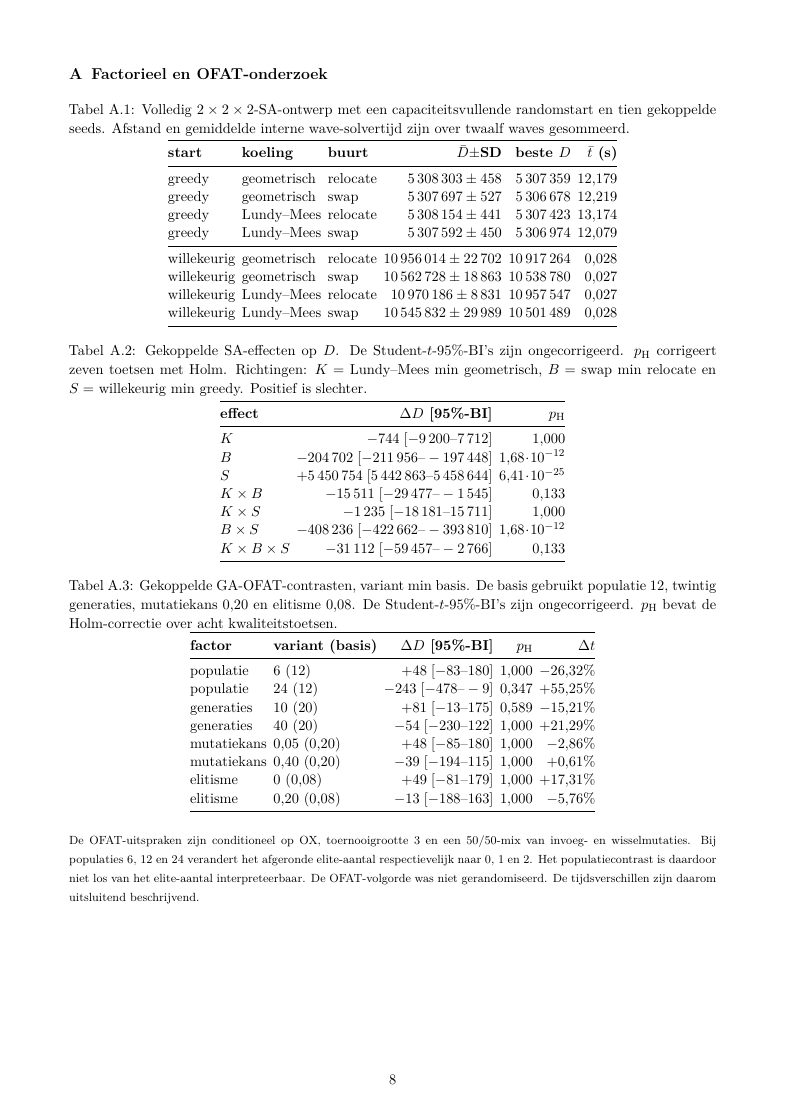 A Factorieel en OFAT-onderzoek
Tabel A.1: Volledig 2 × 2 × 2-SA-ontwerp met een capaciteitsvullende randomstart en tien gekoppelde
seeds. Afstand en gemiddelde interne wave-solvertijd zijn over twaalf waves gesommeerd.
start koeling buurt D̄±SD beste D t̄ (s)
greedy geometrisch relocate 5 308 303 ± 458 5 307 359 12,179
greedy geometrisch swap 5 307 697 ± 527 5 306 678 12,219
greedy Lundy–Mees relocate 5 308 154 ± 441 5 307 423 13,174
greedy Lundy–Mees swap 5 307 592 ± 450 5 306 974 12,079
willekeurig geometrisch relocate 10 956 014 ± 22 702 10 917 264 0,028
willekeurig geometrisch swap 10 562 728 ± 18 863 10 538 780 0,027
willekeurig Lundy–Mees relocate 10 970 186 ± 8 831 10 957 547 0,027
willekeurig Lundy–Mees swap 10 545 832 ± 29 989 10 501 489 0,028
Tabel A.2: Gekoppelde SA-effecten op D. De Student-t-95%-BI's zijn ongecorrigeerd. pH corrigeert
zeven toetsen met Holm. Richtingen: K = Lundy–Mees min geometrisch, B = swap min relocate en
S = willekeurig min greedy. Positief is slechter.
effect ΔD [95%-BI] pH
K −744 [−9 200–7 712] 1,000
B −204 702 [−211 956– − 197 448] 1,68·10⁻¹²
S +5 450 754 [5 442 863–5 458 644] 6,41·10⁻²⁵
K × B −15 511 [−29 477– − 1 545] 0,133
K × S −1 235 [−18 181–15 711] 1,000
B × S −408 236 [−422 662– − 393 810] 1,68·10⁻¹²
K × B × S −31 112 [−59 457– − 2 766] 0,133
Tabel A.3: Gekoppelde GA-OFAT-contrasten, variant min basis. De basis gebruikt populatie 12, twintig
generaties, mutatiekans 0,20 en elitisme 0,08. De Student-t-95%-BI's zijn ongecorrigeerd. pH bevat de
Holm-correctie over acht kwaliteitstoetsen.
factor variant (basis) ΔD [95%-BI] pH Δt
populatie 6 (12) +48 [−83–180] 1,000 −26,32%
populatie 24 (12) −243 [−478– − 9] 0,347 +55,25%
generaties 10 (20) +81 [−13–175] 0,589 −15,21%
generaties 40 (20) −54 [−230–122] 1,000 +21,29%
mutatiekans 0,05 (0,20) +48 [−85–180] 1,000 −2,86%
mutatiekans 0,40 (0,20) −39 [−194–115] 1,000 +0,61%
elitisme 0 (0,08) +49 [−81–179] 1,000 +17,31%
elitisme 0,20 (0,08) −13 [−188–163] 1,000 −5,76%
De OFAT-uitspraken zijn conditioneel op OX, toernooigrootte 3 en een 50/50-mix van invoeg- en wisselmutaties. Bij
populaties 6, 12 en 24 verandert het afgeronde elite-aantal respectievelijk naar 0, 1 en 2. Het populatiecontrast is daardoor
niet los van het elite-aantal interpreteerbaar. De OFAT-volgorde was niet gerandomiseerd. De tijdsverschillen zijn daarom
uitsluitend beschrijvend.
8